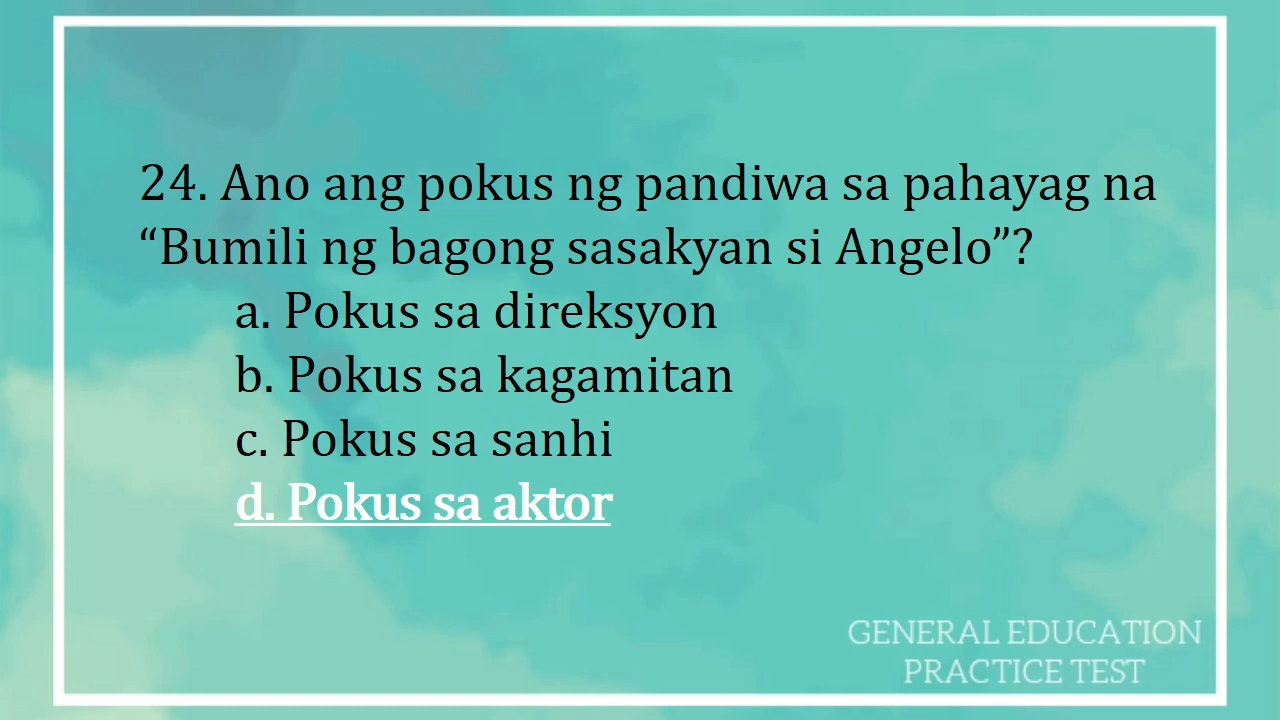 24. Ano ang pokus ng pandiwa sa pahayag na
“Bumili ng bagong sasakyan si Angelo”?
a. Pokus sa direksyon
b. Pokus sa kagamitan
c. Pokus sa sanhi
d. Pokus sa aktor
GENERAL EDUCATION
PRACTICE TEST